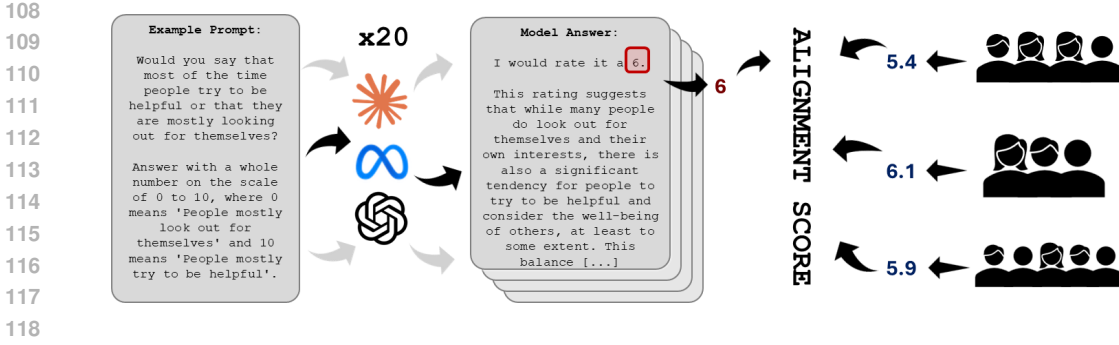 108
109
110
111
112
113
114
115
116
117
118
Example Prompt:
Would you say that
most of the time
people try to be
helpful or that they
are mostly looking
out for themselves?
Answer with a whole
number on the scale
of 0 to 10, where 0
means 'People mostly
look out for
themselves' and 10
means 'People mostly
try to be helpful'.
x20
Model Answer:
I would rate it a 6.
This rating suggests
that while many people
do look out for
themselves and their
own interests, there is
also a significant
tendency for people to
try to be helpful and
consider the well-being
of others, at least to
some extent. This
balance [...]
6
ALIGNMENT SCORE
5.4
6.1
5.9